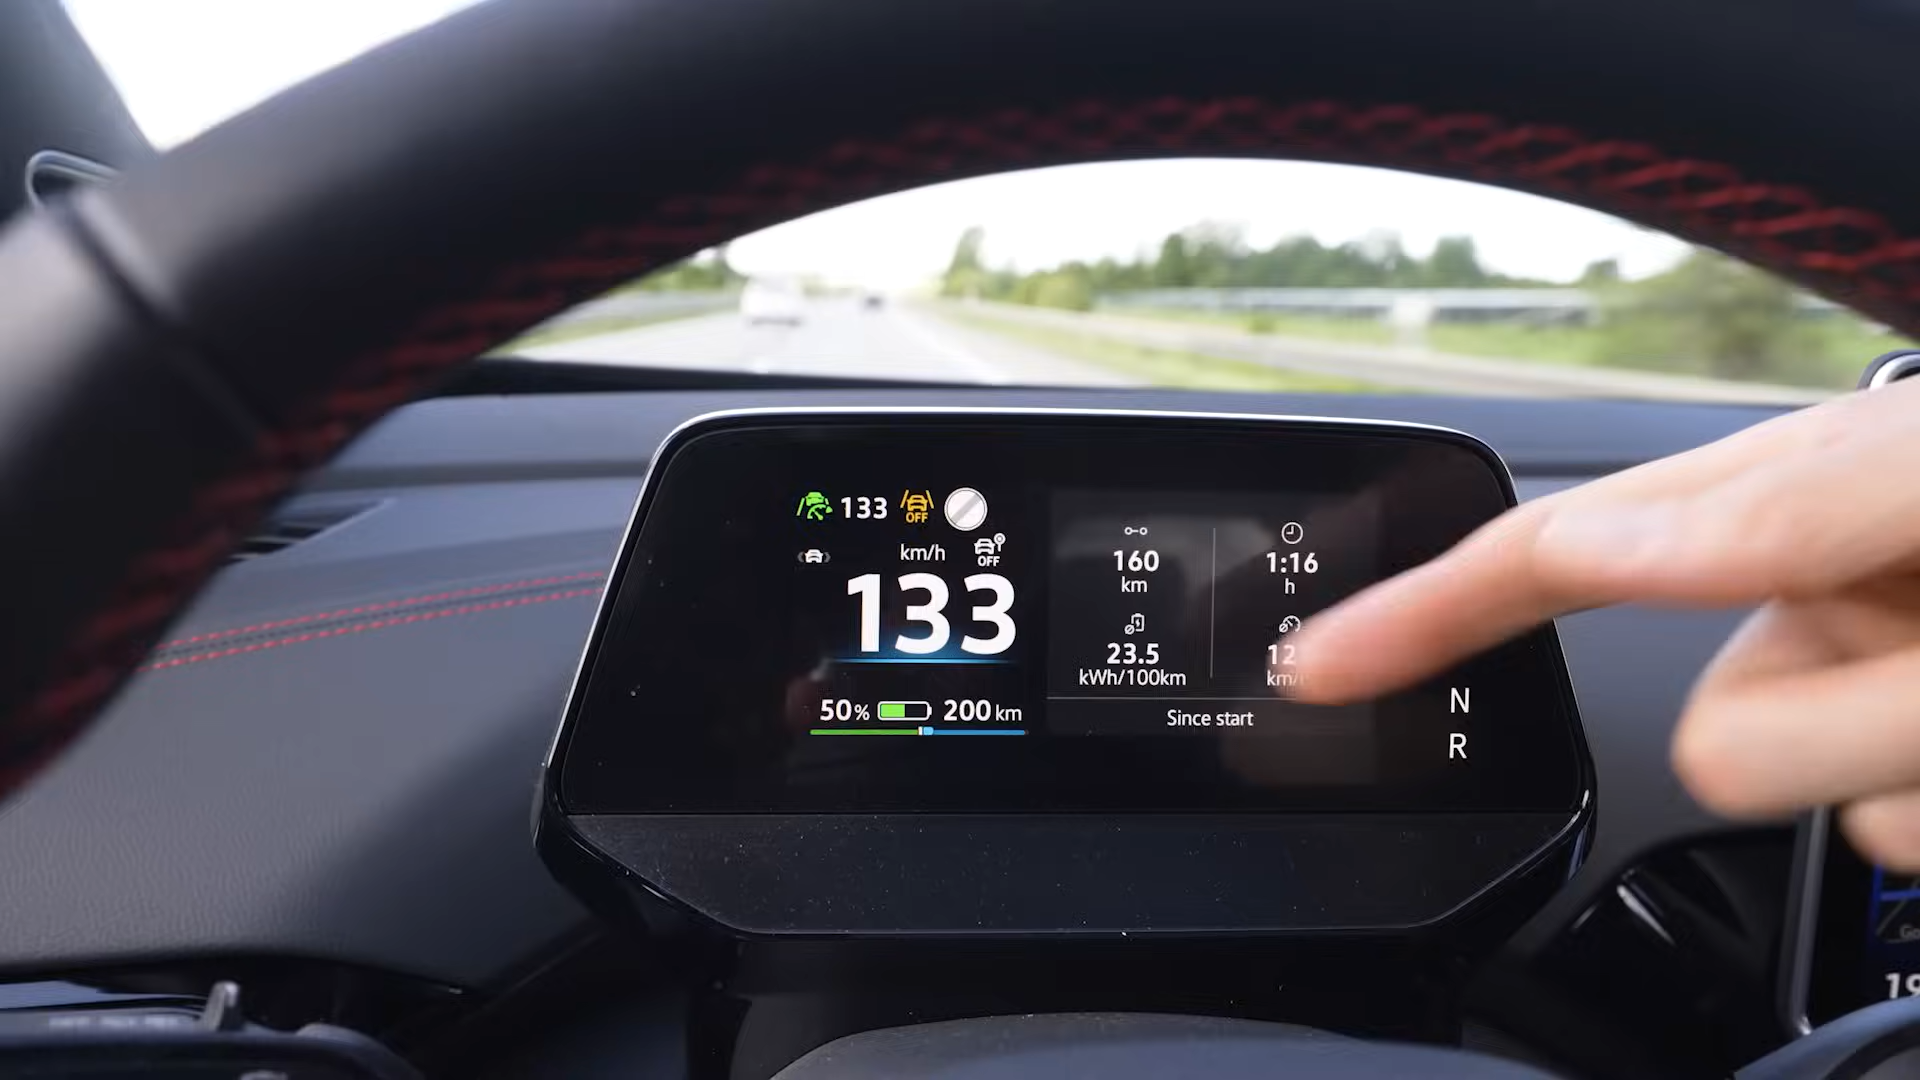 133
OFF
km/h
OFF
133
50% 200 km
160
km
1:16
h
23.5
kWh/100km
Since start
N
R